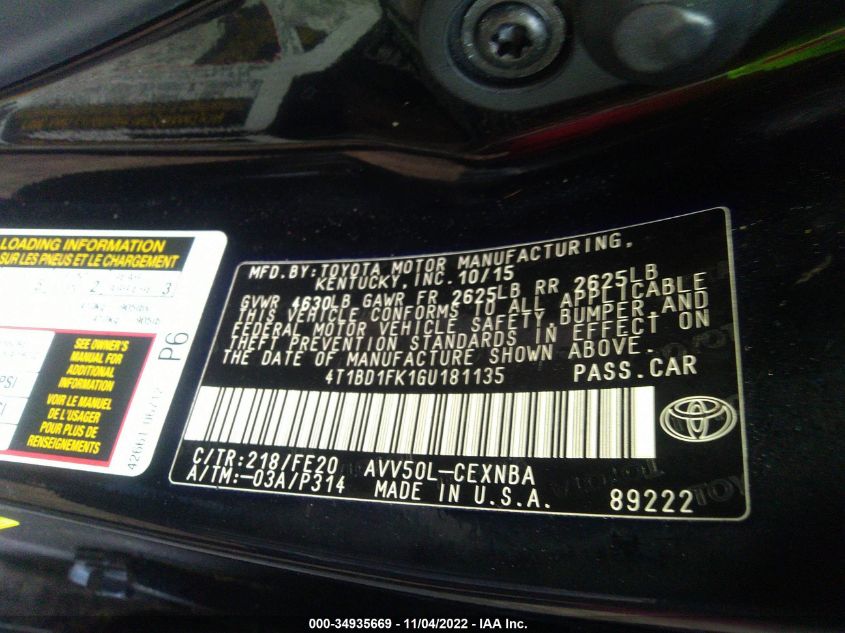 LOADING INFORMATION
SUR LES PNEUS ET LE CHARGEMENT
2
3
SEE OWNER'S
MANUAL FOR
ADDITIONAL
INFORMATION
VOIR LE MANUEL
DE L'USAGER
POUR PLUS DE
RENSEIGNEMENTS
P6
PSI
MFD.BY:TOYOTA MOTOR MANUFACTURING,
KENTUCKY,INC.10/15
GVWR 4630LB GAWR FR 2625LB RR 2625LB
THIS VEHICLE CONFORMS TO ALL APPLICABLE
FEDERAL MOTOR VEHICLE SAFETY,BUMPER,AND
THEFT PREVENTION STANDARDS IN EFFECT ON
THE DATE OF MANUFACTURE SHOWN ABOVE.
4T1BD1FK1GU181135 PASS.CAR
C/TR:218/FE20 AVV50L-CEXNBA
A/TM:-03A/P314 MADE IN U.S.A. 89222
TOYOTA
000-34935669 - 11/04/2022 - IAA Inc.